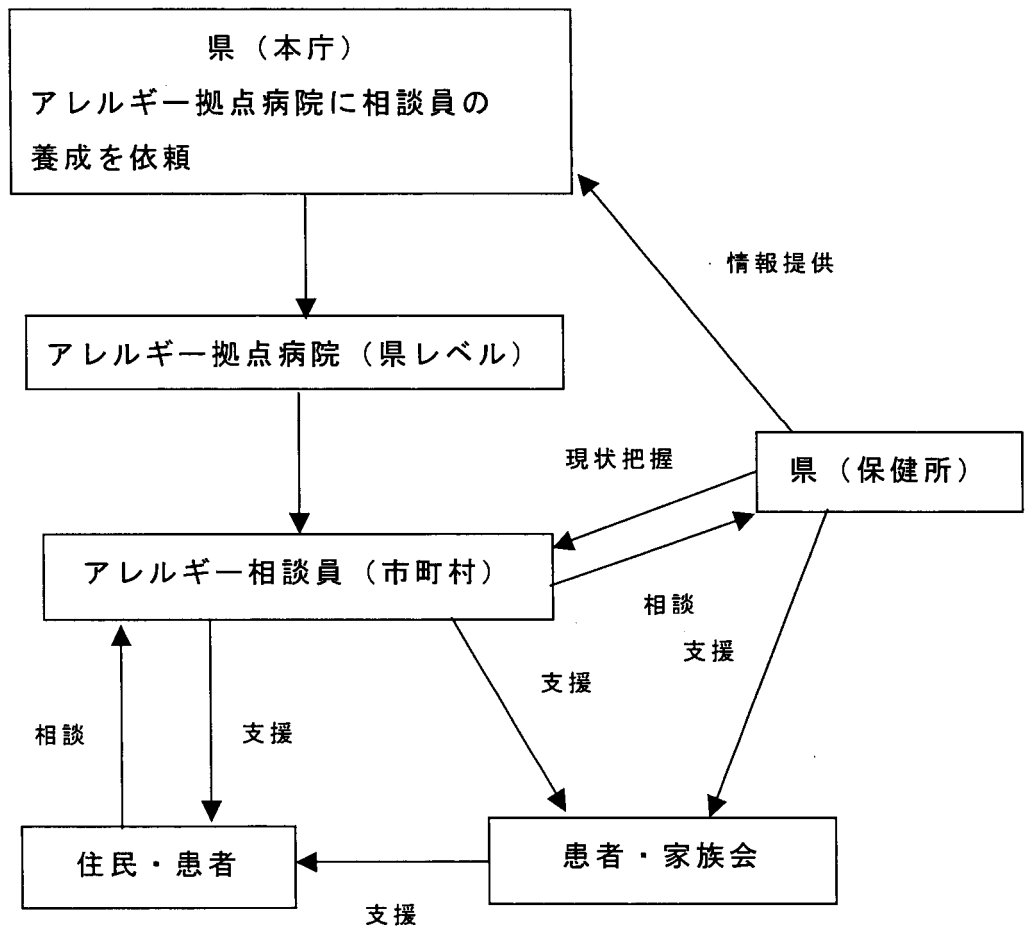 県（本庁）
アレルギー拠点病院に相談員の
養成を依頼
情報提供
アレルギー拠点病院（県レベル）
現状把握
県（保健所）
アレルギー相談員（市町村）
相談
支援
支援
相談
支援
住民・患者
患者・家族会
支援